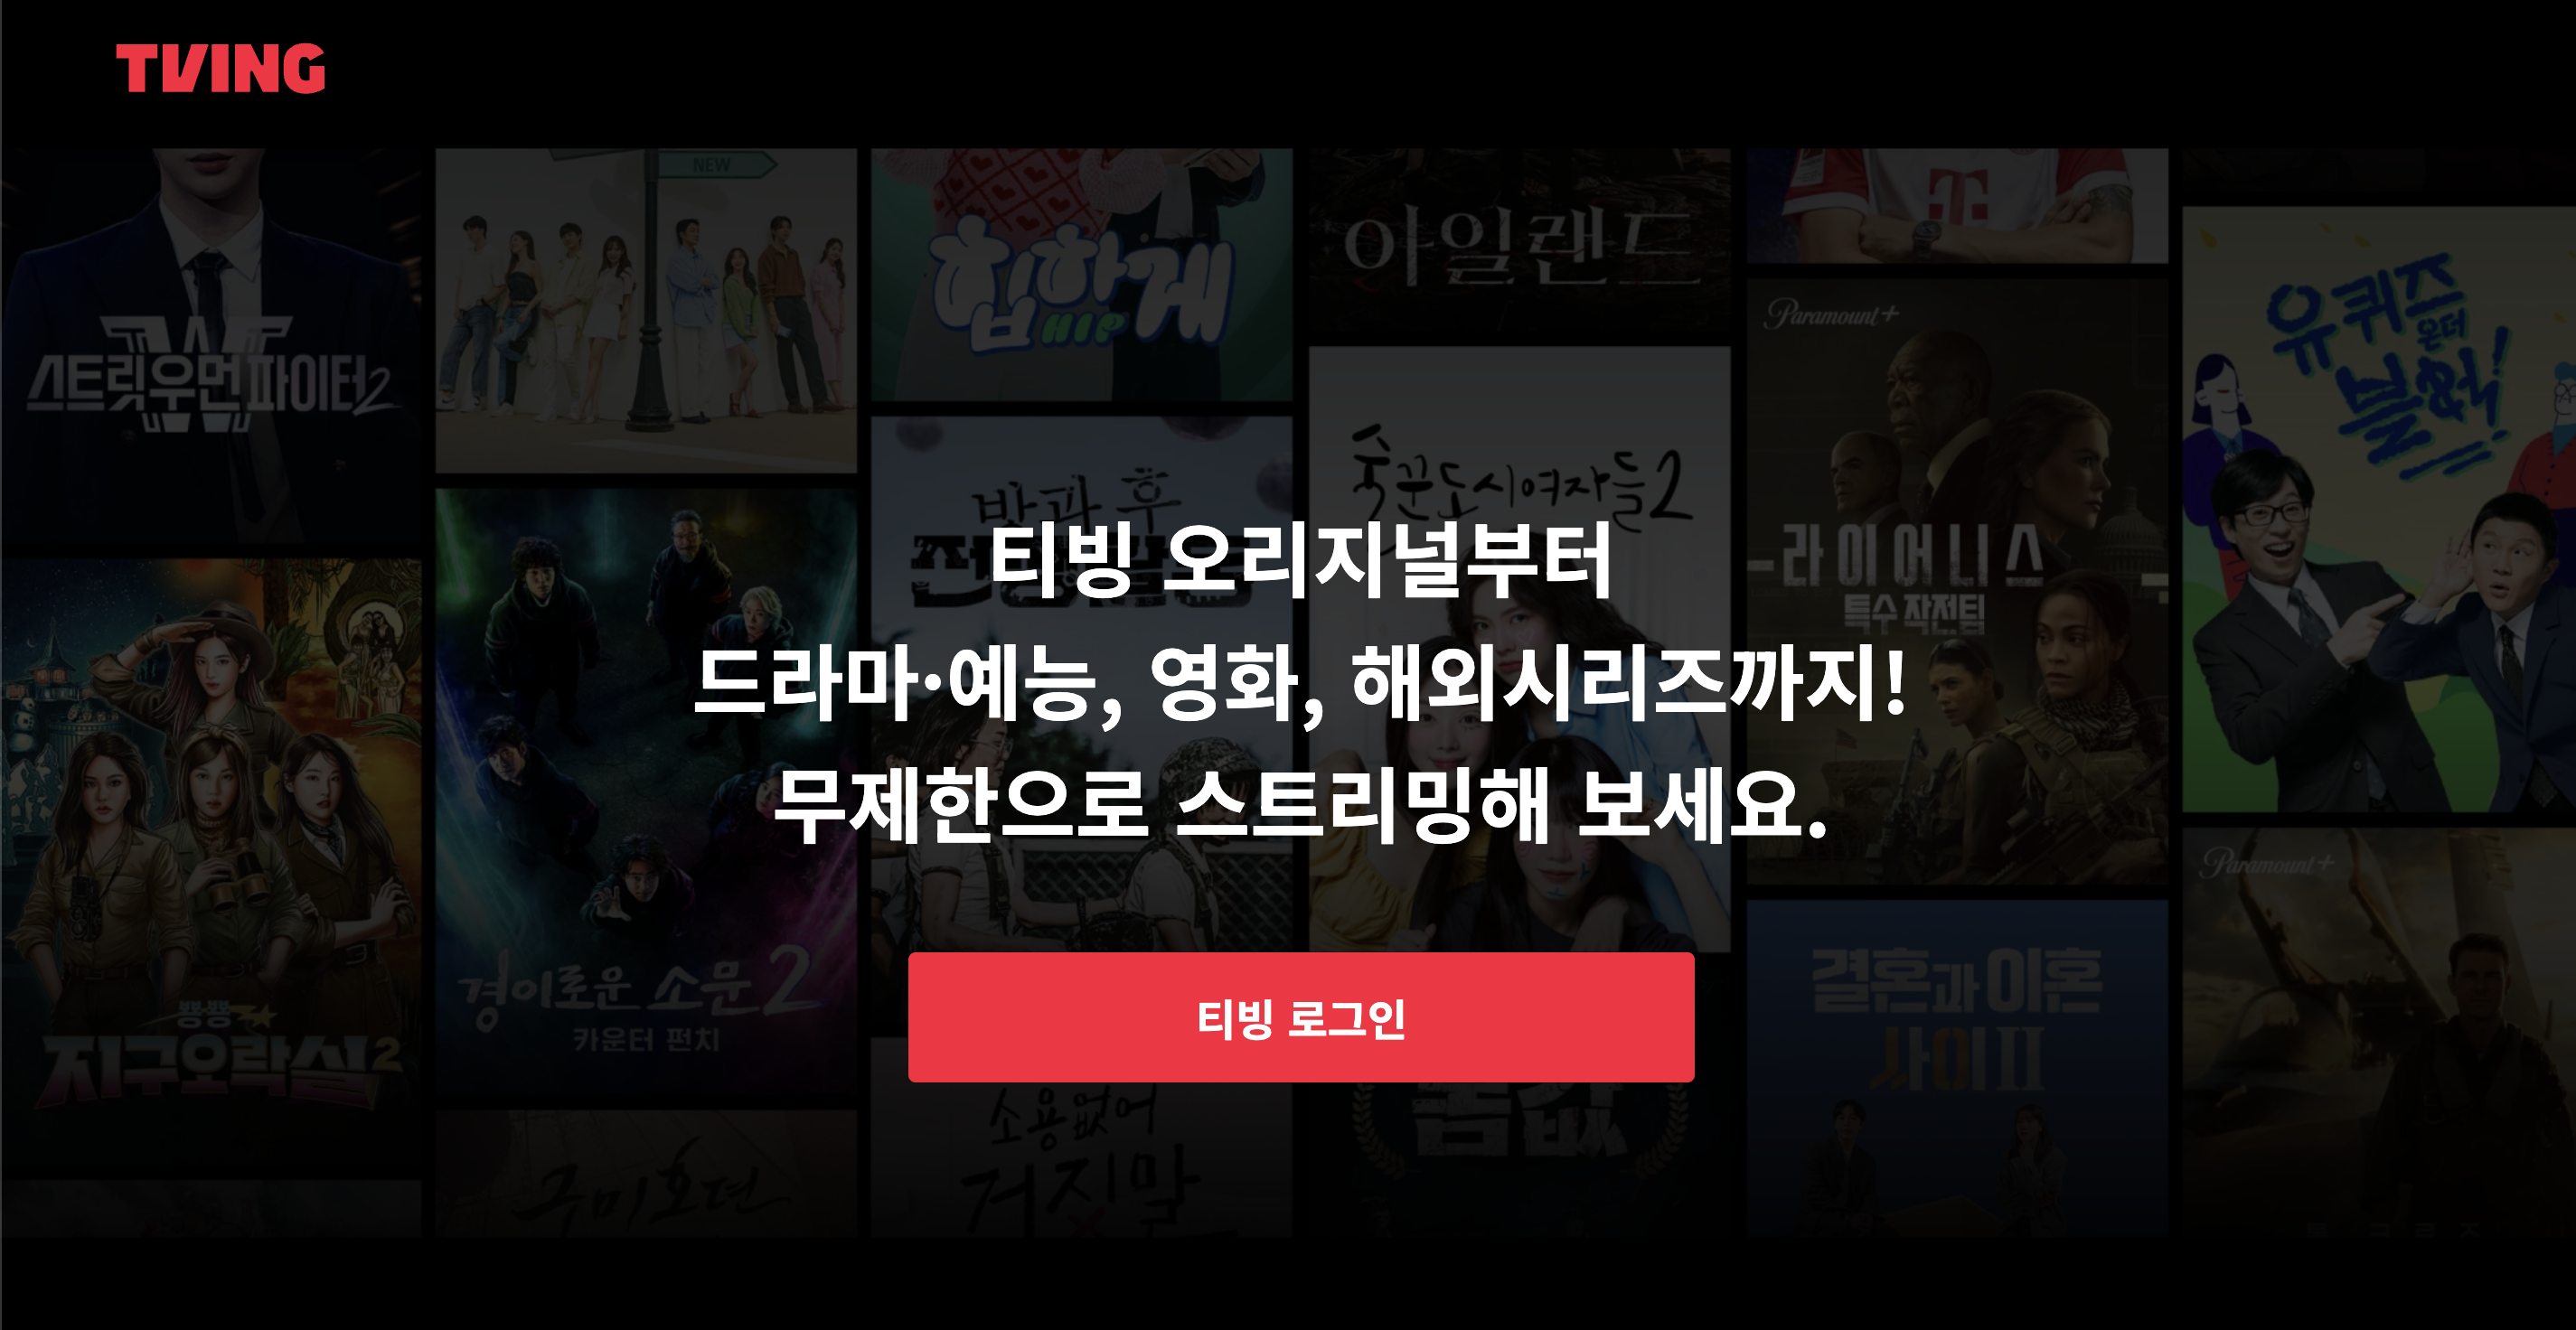 TVING
NEW
스트릿우먼파이터2
힙하게
HIP
아일랜드
Paramount+
유퀴즈
온더
블럭!
방과 후
술꾼도시여자들2
티빙 오리지널부터
라이어니스
특수 작전팀
드라마·예능, 영화, 해외시리즈까지!
무제한으로 스트리밍해 보세요.
Paramount+
경이로운 소문2
카운터 펀치
뿅뿅
지구오락실2
결혼과 이혼
사이II
티빙 로그인
몸값
소용없어
거짓말
구미호뎐